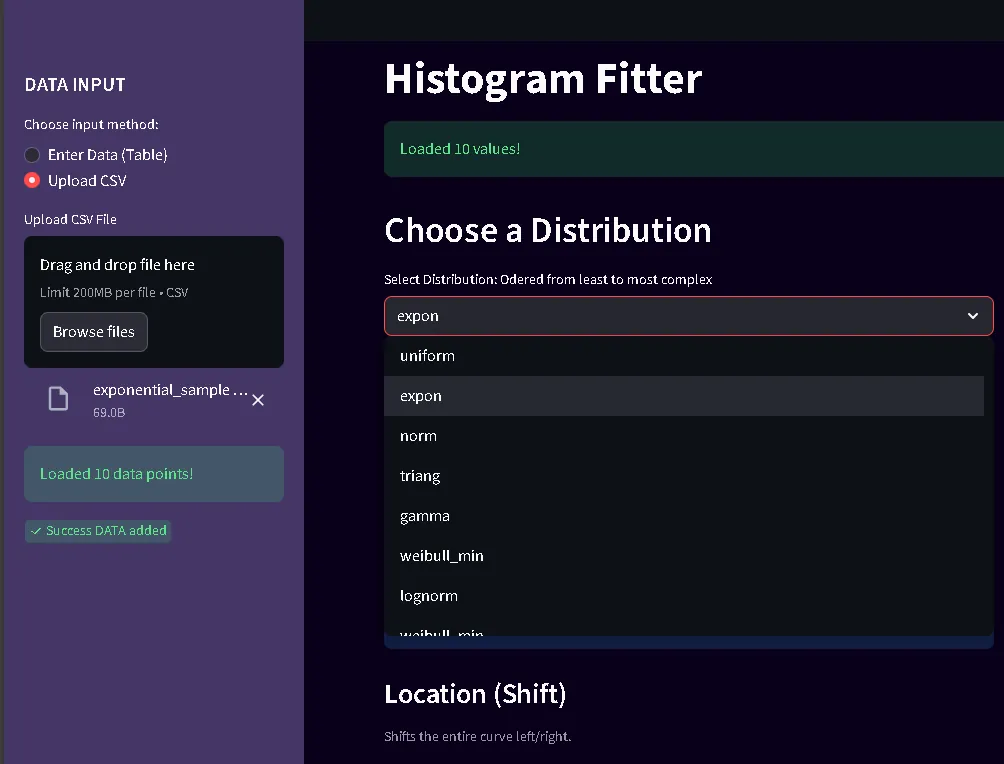 DATA INPUT
Choose input method:
Enter Data (Table)
Upload CSV
Upload CSV File
Drag and drop file here
Limit 200MB per file • CSV
Browse files
exponential_sample ...
69.0B
Loaded 10 data points!
✓ Success DATA added
Histogram Fitter
Loaded 10 values!
Choose a Distribution
Select Distribution: Odered from least to most complex
expon
uniform
expon
norm
triang
gamma
weibull_min
lognorm
weibull_min
Location (Shift)
Shifts the entire curve left/right.